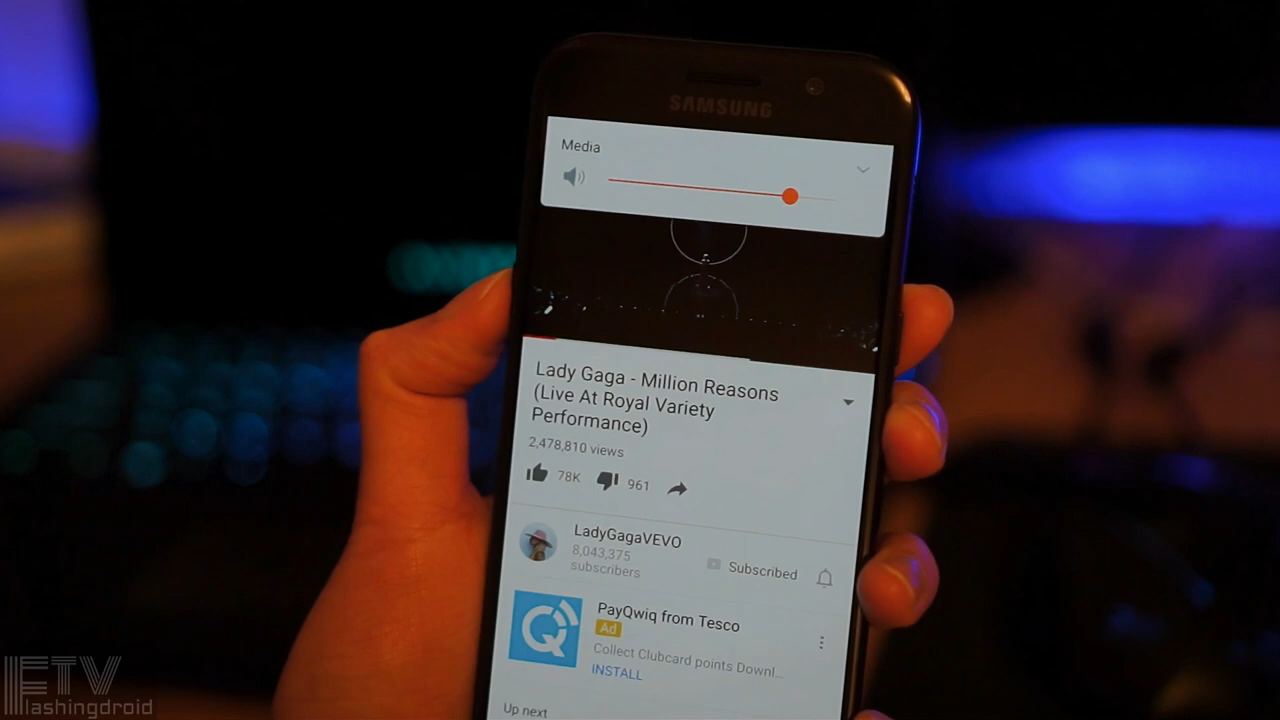 SAMSUNG
Media
Lady Gaga - Million Reasons
(Live At Royal Variety
Performance)
2,478,810 views
78K
961
LadyGagaVEVO
8,043,375
subscribers
Subscribed
PayQwiq from Tesco
Ad
Collect Clubcard points Downl...
INSTALL
Up next
FTV
lashingdroid